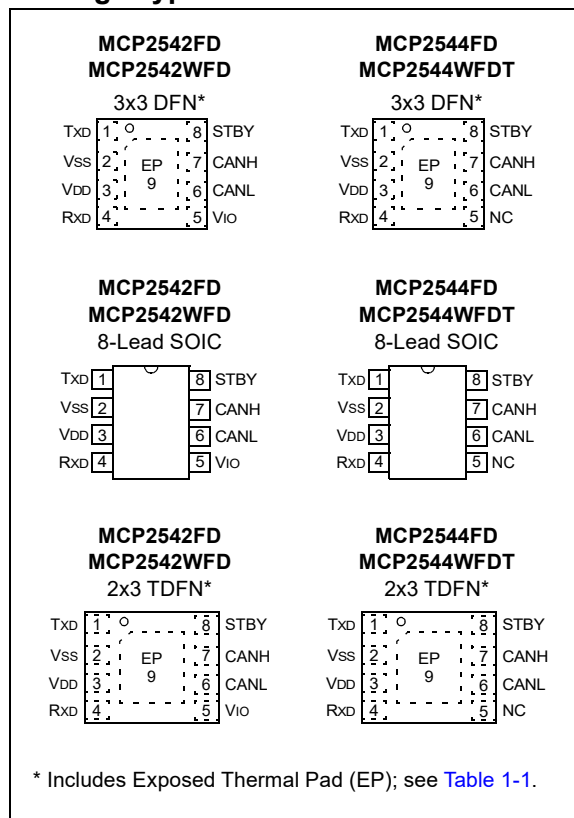 MCP2542FD
MCP2542WFD
3x3 DFN*
TXD 1 8 STBY
VSS 2 EP 7 CANH
VDD 3 9 6 CANL
RXD 4 5 VIO
MCP2544FD
MCP2544WFDT
3x3 DFN*
TXD 1 8 STBY
VSS 2 EP 7 CANH
VDD 3 9 6 CANL
RXD 4 5 NC
MCP2542FD
MCP2542WFD
8-Lead SOIC
TXD 1 8 STBY
VSS 2 7 CANH
VDD 3 6 CANL
RXD 4 5 VIO
MCP2544FD
MCP2544WFDT
8-Lead SOIC
TXD 1 8 STBY
VSS 2 7 CANH
VDD 3 6 CANL
RXD 4 5 NC
MCP2542FD
MCP2542WFD
2x3 TDFN*
TXD 1 8 STBY
VSS 2 EP 7 CANH
VDD 3 9 6 CANL
RXD 4 5 VIO
MCP2544FD
MCP2544WFDT
2x3 TDFN*
TXD 1 8 STBY
VSS 2 EP 7 CANH
VDD 3 9 6 CANL
RXD 4 5 NC
* Includes Exposed Thermal Pad (EP); see Table 1-1.